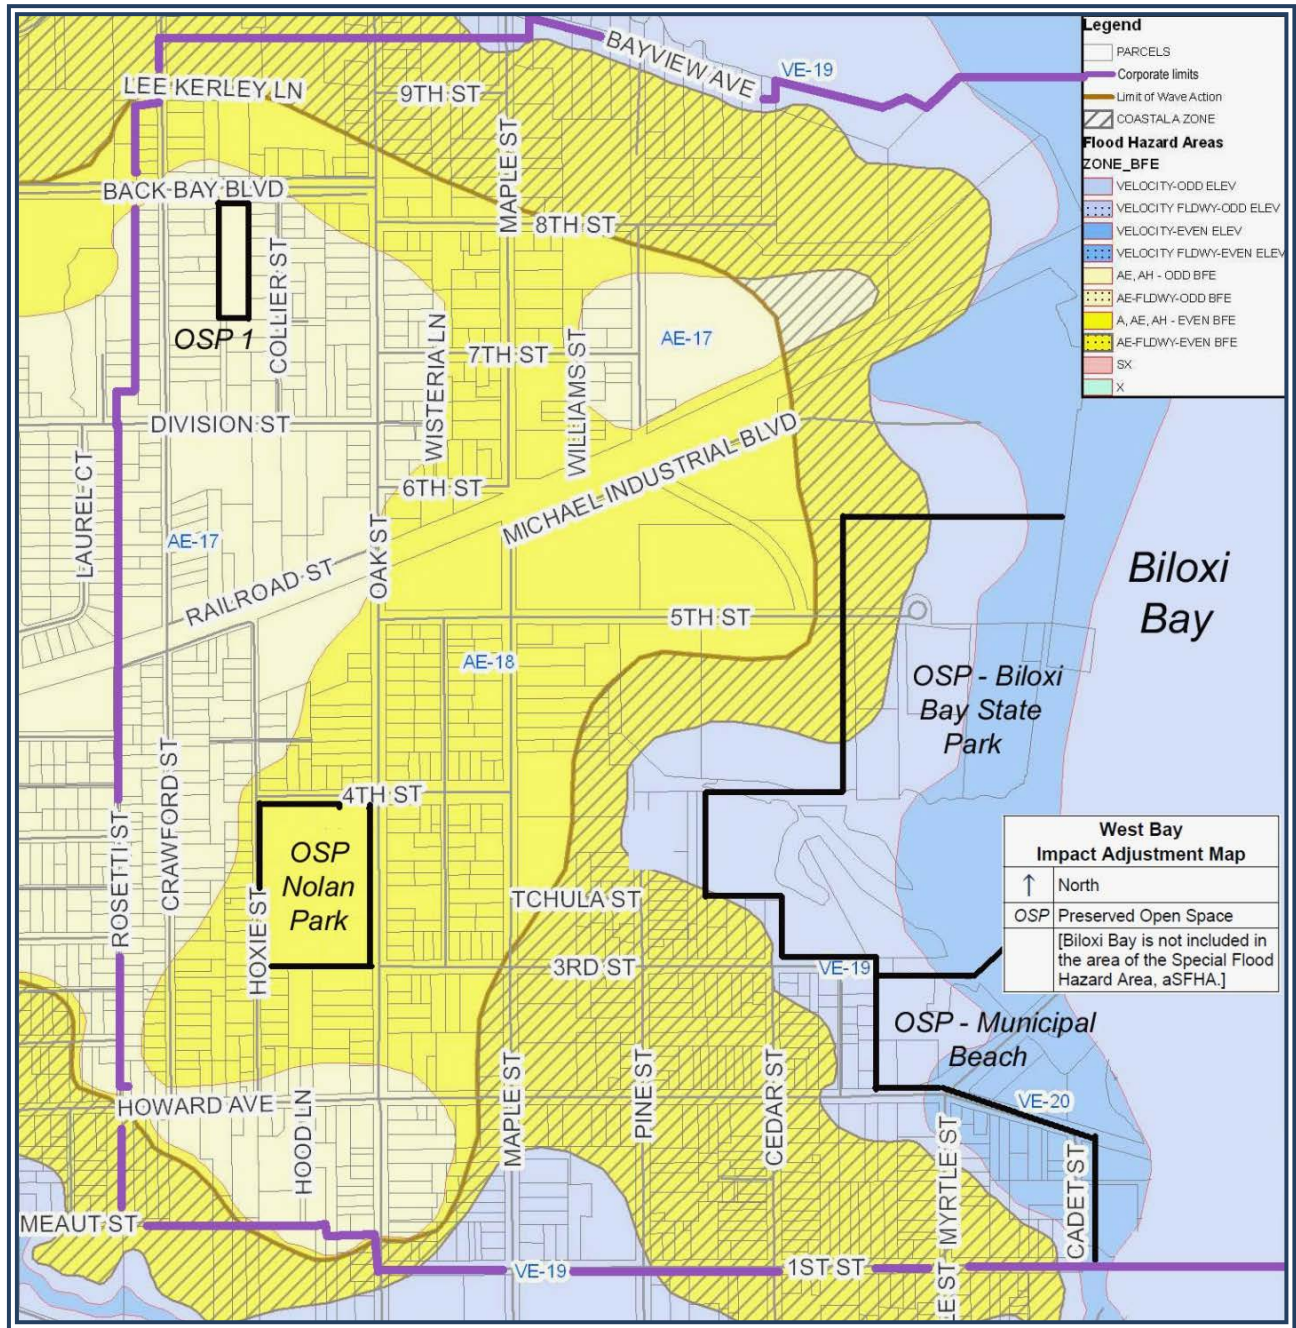 BAYVIEW AVE
VE-19
LEE KERLEY LN
9TH ST
MAPLE ST
BACK BAY BLVD
8TH ST
COLLIER ST
OSP 1
WISTERIA LN
7TH ST
WILLIAMS ST
AE-17
DIVISION ST
LAUREL CT
6TH ST
MICHAEL INDUSTRIAL BLVD
AE-17
OAK ST
RAILROAD ST
5TH ST
AE-18
Biloxi
Bay
OSP - Biloxi
Bay State
Park
4TH ST
ROSETTI ST
CRAWFORD ST
HOXIE ST
OSP
Nolan
Park
TCHULA ST
3RD ST
VE-19
OSP - Municipal
Beach
HOWARD AVE
HOOD LN
MAPLE ST
PINE ST
CEDAR ST
MYRTLE ST
VE-20
CADET ST
MEAUT ST
VE-19
1ST ST
LE ST
Legend
PARCELS
Corporate limits
Limit of Wave Action
COASTAL A ZONE
Flood Hazard Areas
ZONE_BFE
VELOCITY-ODD ELEV
VELOCITY FLDWY-ODD ELEV
VELOCITY-EVEN ELEV
VELOCITY FLDWY-EVEN ELEV
AE, AH - ODD BFE
AE-FLDWY-ODD BFE
A, AE, AH - EVEN BFE
AE-FLDWY-EVEN BFE
SX
X
West Bay
Impact Adjustment Map
↑ North
OSP Preserved Open Space
[Biloxi Bay is not included in
the area of the Special Flood
Hazard Area, aSFHA.]